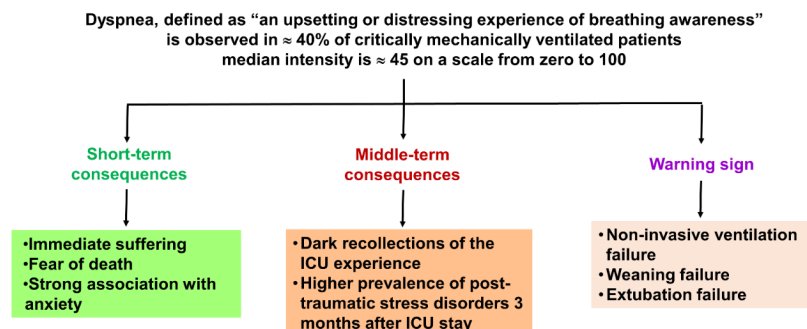 Dyspnea, defined as “an upsetting or distressing experience of breathing awareness”
is observed in ≈ 40% of critically mechanically ventilated patients
median intensity is ≈ 45 on a scale from zero to 100
Short-term
consequences
Middle-term
consequences
Warning sign
•Immediate suffering
•Fear of death
•Strong association with
anxiety
•Dark recollections of the
ICU experience
•Higher prevalence of post-
traumatic stress disorders 3
months after ICU stay
•Non-invasive ventilation
failure
•Weaning failure
•Extubation failure